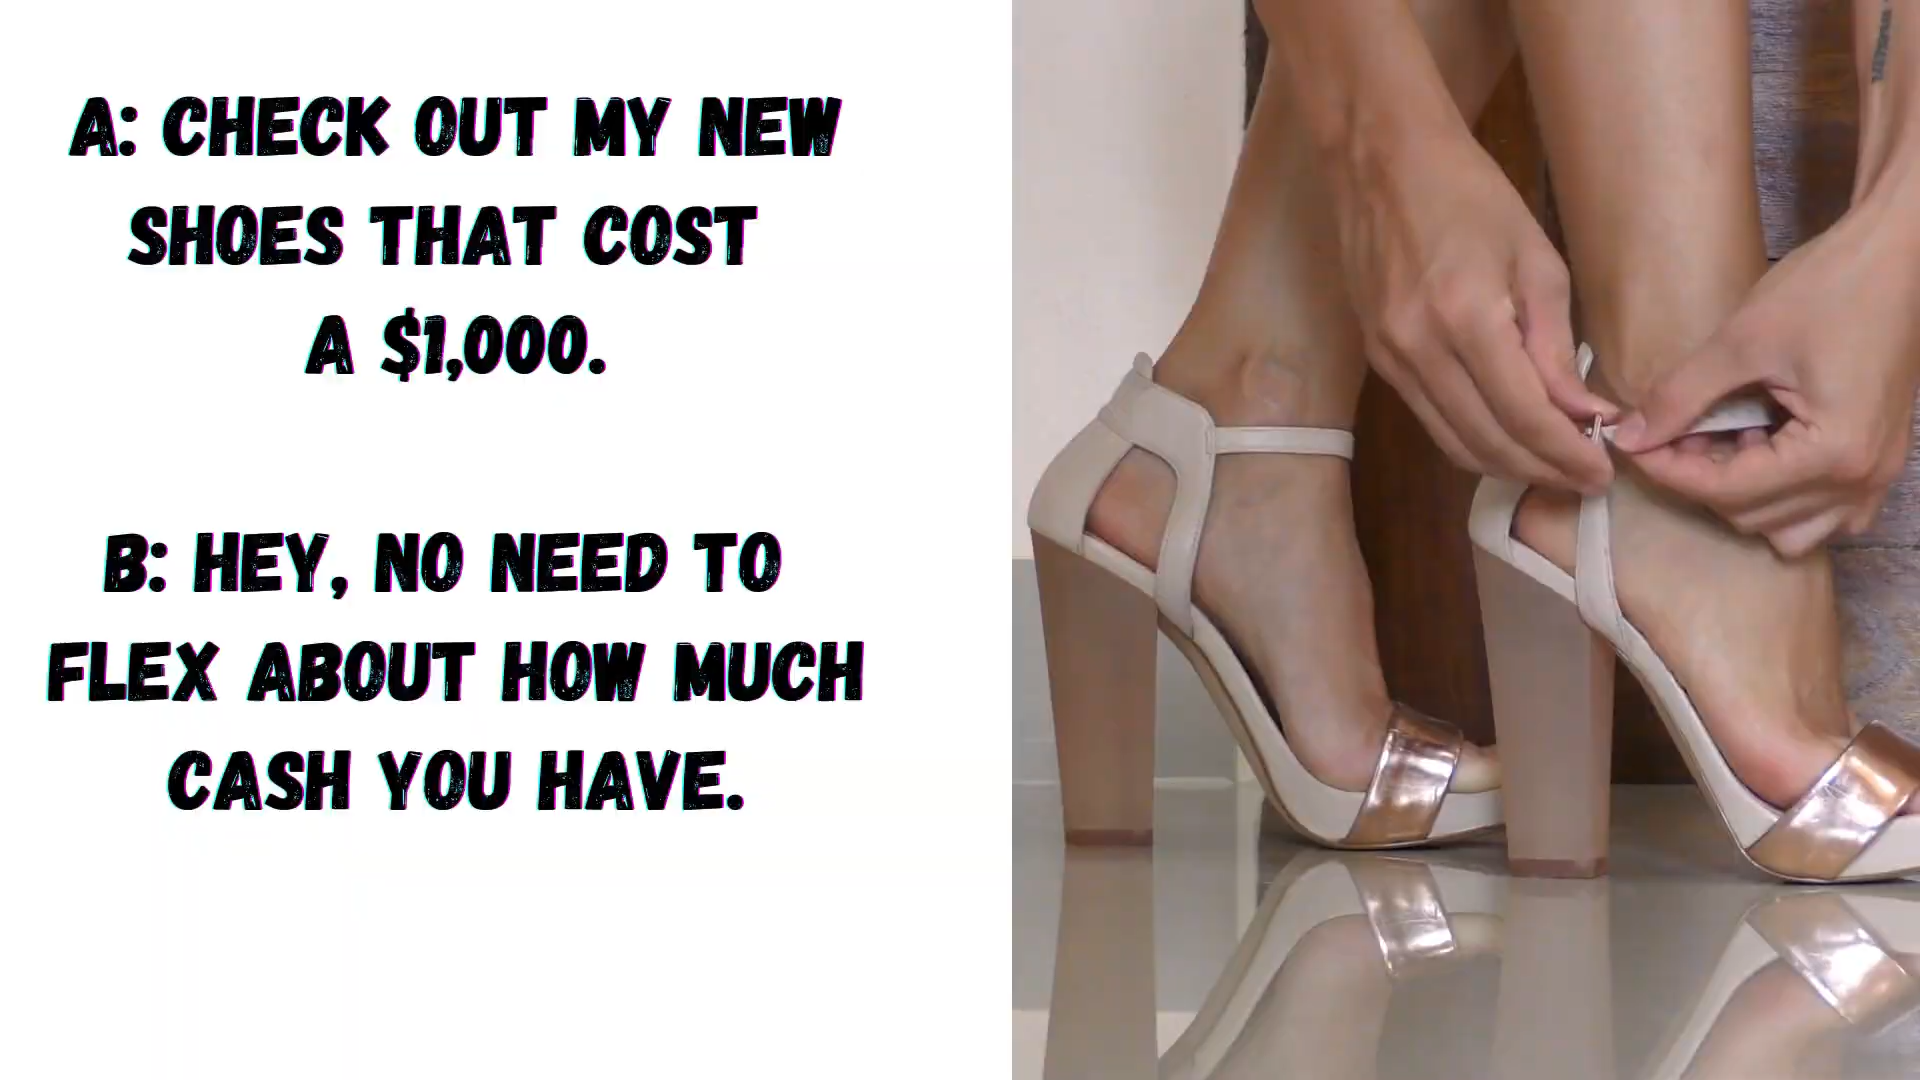 A: CHECK OUT MY NEW
SHOES THAT COST
A $1,000.
B: HEY, NO NEED TO
FLEX ABOUT HOW MUCH
CASH YOU HAVE.